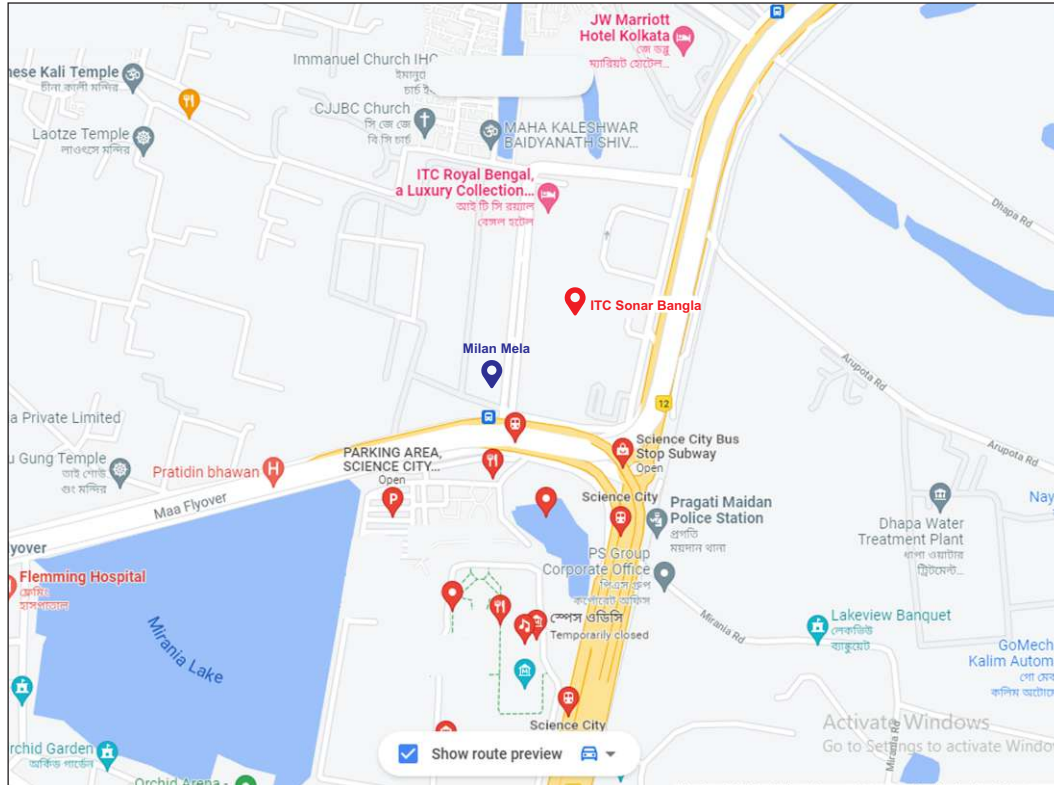 JW Marriott
Hotel Kolkata
জে ডব্লু
ম্যারিয়ট হোটেল...
Immanuel Church IHC
চার্চ ই
nese Kali Temple
চীনা কালী মন্দির...
CJJBC Church
সি জে জে
বি সি চার্চ
MAHA KALESHWAR
BAIDYANATH SHIV...
Laotze Temple
লাওৎসে মন্দির
ITC Royal Bengal,
a Luxury Collection...
আই টি সি রয়্যাল
বেঙ্গল হটেল
Dhapa Rd
ITC Sonar Bangla
Milan Mela
Arupota Rd
12
a Private Limited
Arupota Rd
u Gung Temple
তাই শোউ
গুং মন্দির
Pratidin bhawan
H
PARKING AREA,
SCIENCE CITY...
Open
P
Science City Bus
Stop Subway
Open
Maa Flyover
Science City
Pragati Maidan
Police Station
প্রগতি
ময়দান থানা
Nay
Dhapa Water
Treatment Plant
ধাপা ওয়াটার
ট্রিটমেন্ট...
lyover
PS Group
Corporate Office
পিএস গ্রুপ
কর্পোরেট অফিস
Flemming Hospital
ফ্লেমিং
হাসপাতাল
স্পেস ওডিসি
Temporarily closed
Mirania Rd
Lakeview Banquet
লেকভিউ
ব্যাঙ্কুয়েট
Mirania Lake
GoMech
Kalim Autom
গো মেক
কালিম অটোমে
Science City
Mirania Rd
Activate Windows
Go to Settings to activate Windo
rchid Garden
অর্কিড গার্ডেন
Show route preview
Orchid Arena -